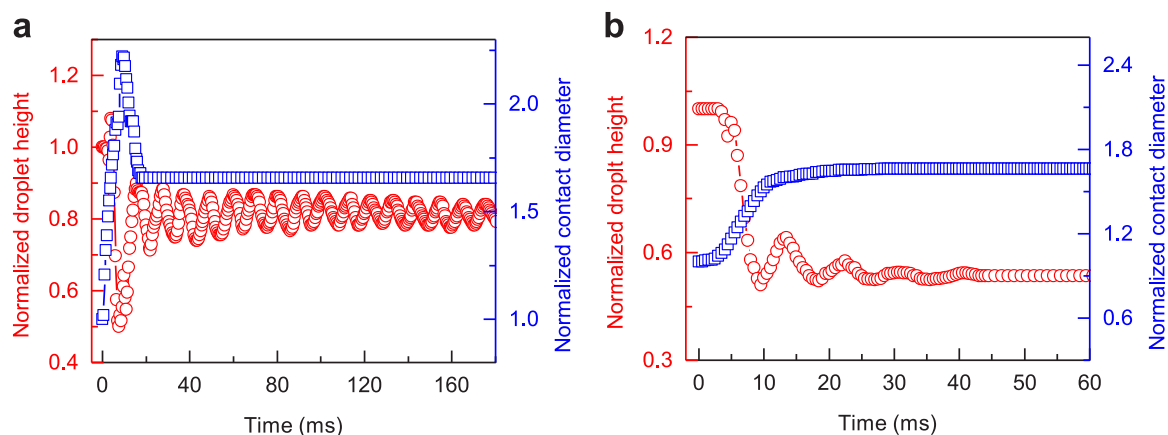 a
Normalized droplet height
1.2
1.0
0.8
0.6
0.4
2.0
1.5
1.0
Normalized contact diameter
0 40 80 120 160
Time (ms)
b
Normalized droplt height
1.2
0.9
0.6
0.3
2.4
1.8
1.2
0.6
Normalized contact diameter
0 10 20 30 40 50 60
Time (ms)